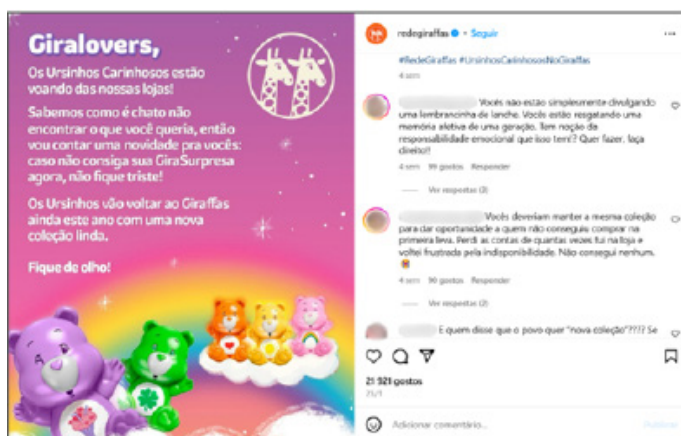 Giralovers,
Os Ursinhos Carinhosos estão
voando das nossas lojas!
Sabemos como é chato não
encontrar o que você queria, então
vou contar uma novidade pra vocês:
caso não consiga sua GiraSurpresa
agora, não fique triste!
Os Ursinhos vão voltar ao Giraffas
ainda este ano com uma nova
coleção linda.
Fique de olho!
redegiraffas • Seguir
#RedeGiraffas #UrsinhosCarinhososNoGiraffas
4 sem
Vocês não estão simplesmente divulgando
uma lembrancinha de lanche. Vocês estão resgatando uma
memória afetiva de uma geração. Tem noção da
responsabilidade emocional que isso tem!? Quer fazer, faça
direito!!
4 sem 99 gostos Responder
Ver respostas (3)
Vocês deveriam manter a mesma coleção
para dar oportunidade a quem não conseguiu comprar na
primeira leva. Perdi as contas de quantas vezes fui na loja e
voltei frustrada pela indisponibilidade. Não consegui nenhum.
4 sem 90 gostos Responder
Ver respostas (2)
E quem disse que o povo quer "nova coleção"???? Se
21 921 gostos
Adicionar comentário...
Publicar